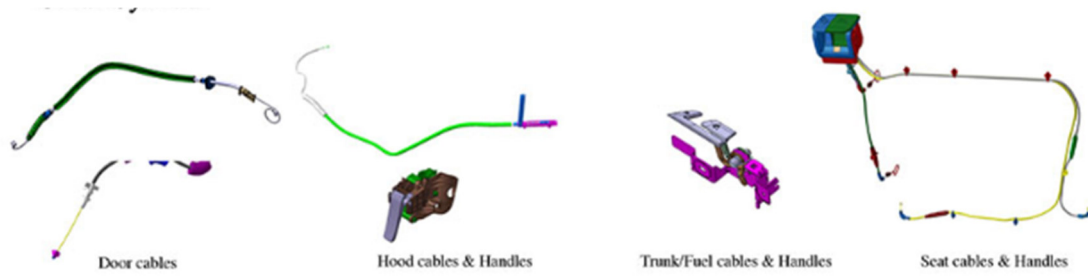 Door cables
Hood cables & Handles
Trunk/Fuel cables & Handles
Seat cables & Handles